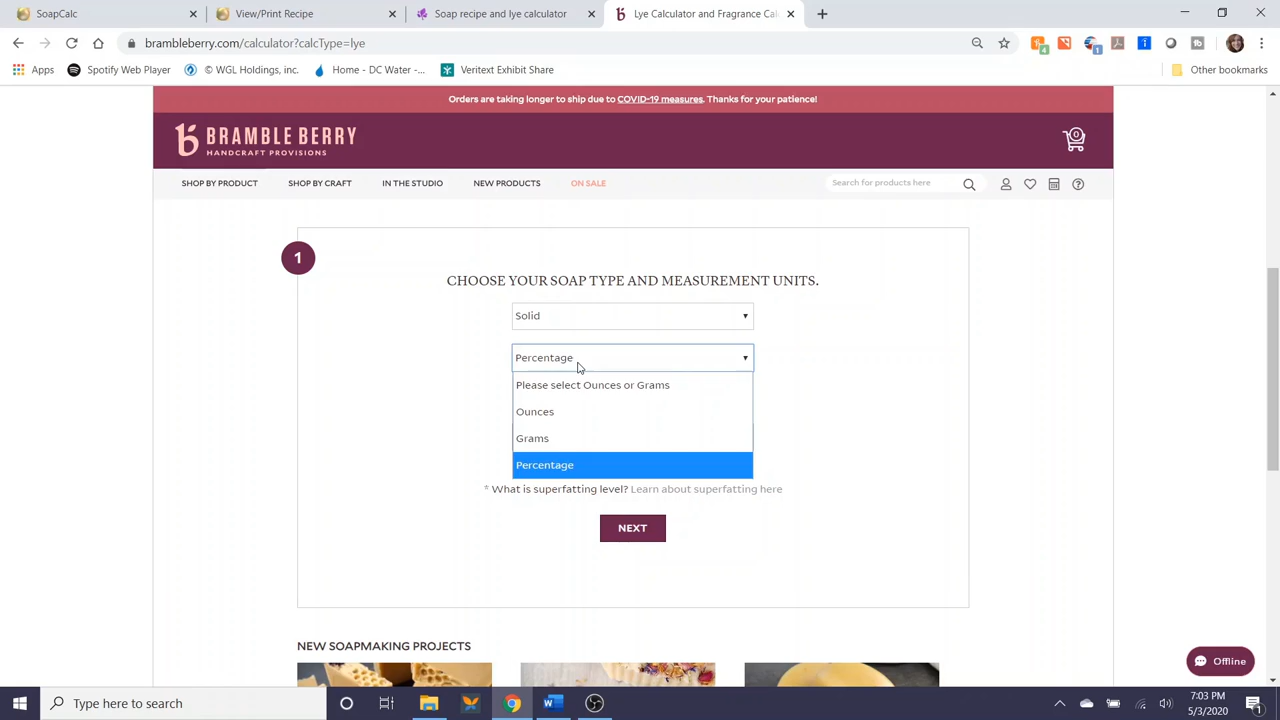 SoapCalc
View/Print Recipe
Soap recipe and lye calculator
Lye Calculator and Fragrance Cal
brambleberry.com/calculator?calcType=lye
4
1
Apps
Spotify Web Player
© WGL Holdings, inc.
Home - DC Water -...
Veritext Exhibit Share
Other bookmarks
Orders are taking longer to ship due to COVID-19 measures. Thanks for your patience!
BRAMBLE BERRY
HANDCRAFT PROVISIONS
0
SHOP BY PRODUCT
SHOP BY CRAFT
IN THE STUDIO
NEW PRODUCTS
ON SALE
Search for products here
1
CHOOSE YOUR SOAP TYPE AND MEASUREMENT UNITS.
Solid
Percentage
Please select Ounces or Grams
Ounces
Grams
Percentage
* What is superfatting level? Learn about superfatting here
NEXT
NEW SOAPMAKING PROJECTS
Offline
Type here to search
7:03 PM
5/3/2020
1